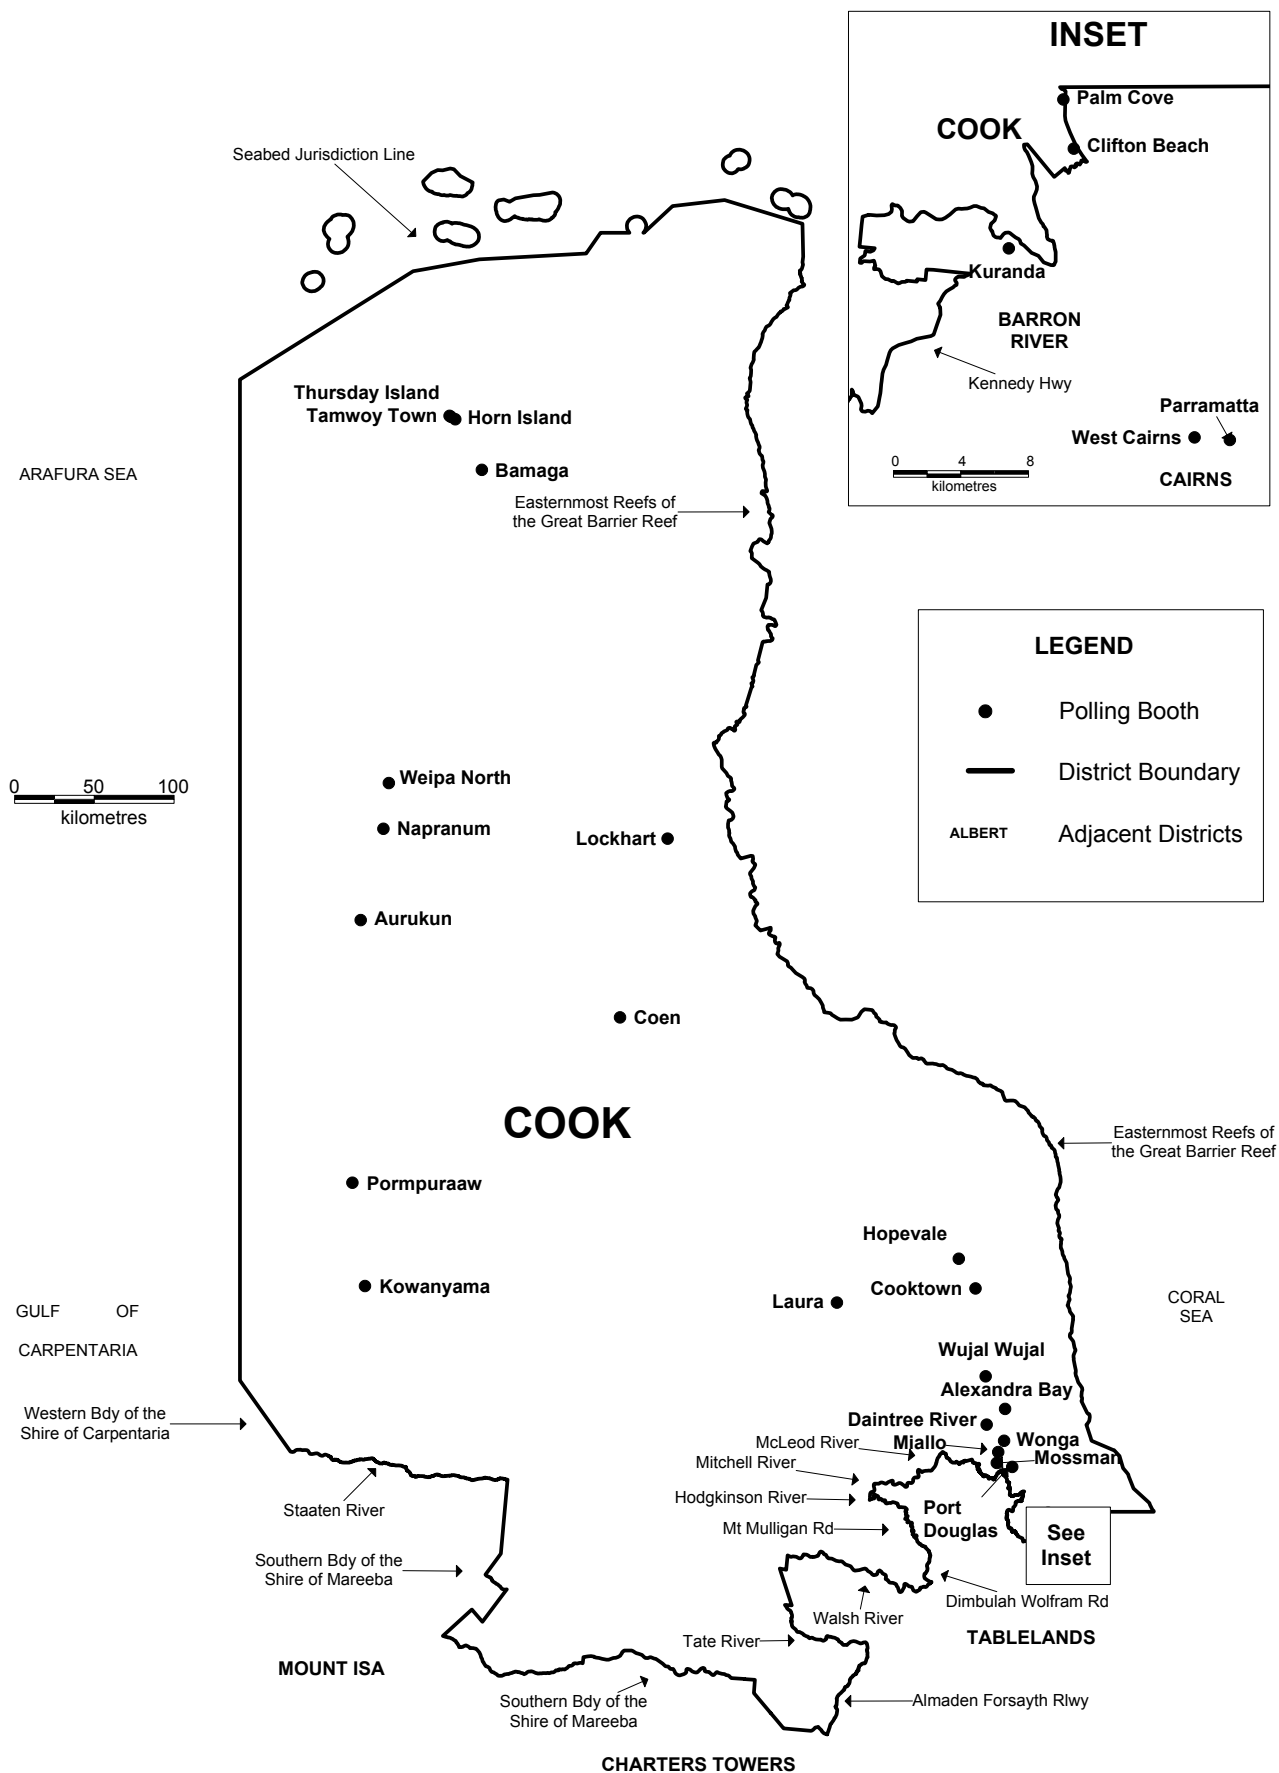 INSET
Palm Cove
COOK
Clifton Beach
Kuranda
BARRON
RIVER
Kennedy Hwy
Parramatta
West Cairns
0 4 8
kilometres
CAIRNS
Seabed Jurisdiction Line
Thursday Island
Tamwoy Town
Horn Island
ARAFURA SEA
Bamaga
Easternmost Reefs of
the Great Barrier Reef
LEGEND
Polling Booth
District Boundary
ALBERT Adjacent Districts
0 50 100
kilometres
Weipa North
Napranum
Lockhart
Aurukun
Coen
COOK
Easternmost Reefs of
the Great Barrier Reef
Pormpuraaw
Hopevale
Kowanyama
Cooktown
Laura
GULF OF
CARPENTARIA
CORAL
SEA
Wujal Wujal
Alexandra Bay
Western Bdy of the
Shire of Carpentaria
Daintree River
McLeod River
Miallo
Wonga
Mossman
Mitchell River
Hodgkinson River
Staaten River
Port
Douglas
Mt Mulligan Rd
See
Inset
Southern Bdy of the
Shire of Mareeba
Dimbulah Wolfram Rd
Walsh River
TABLELANDS
Tate River
MOUNT ISA
Southern Bdy of the
Shire of Mareeba
Almaden Forsayth Rlwy
CHARTERS TOWERS